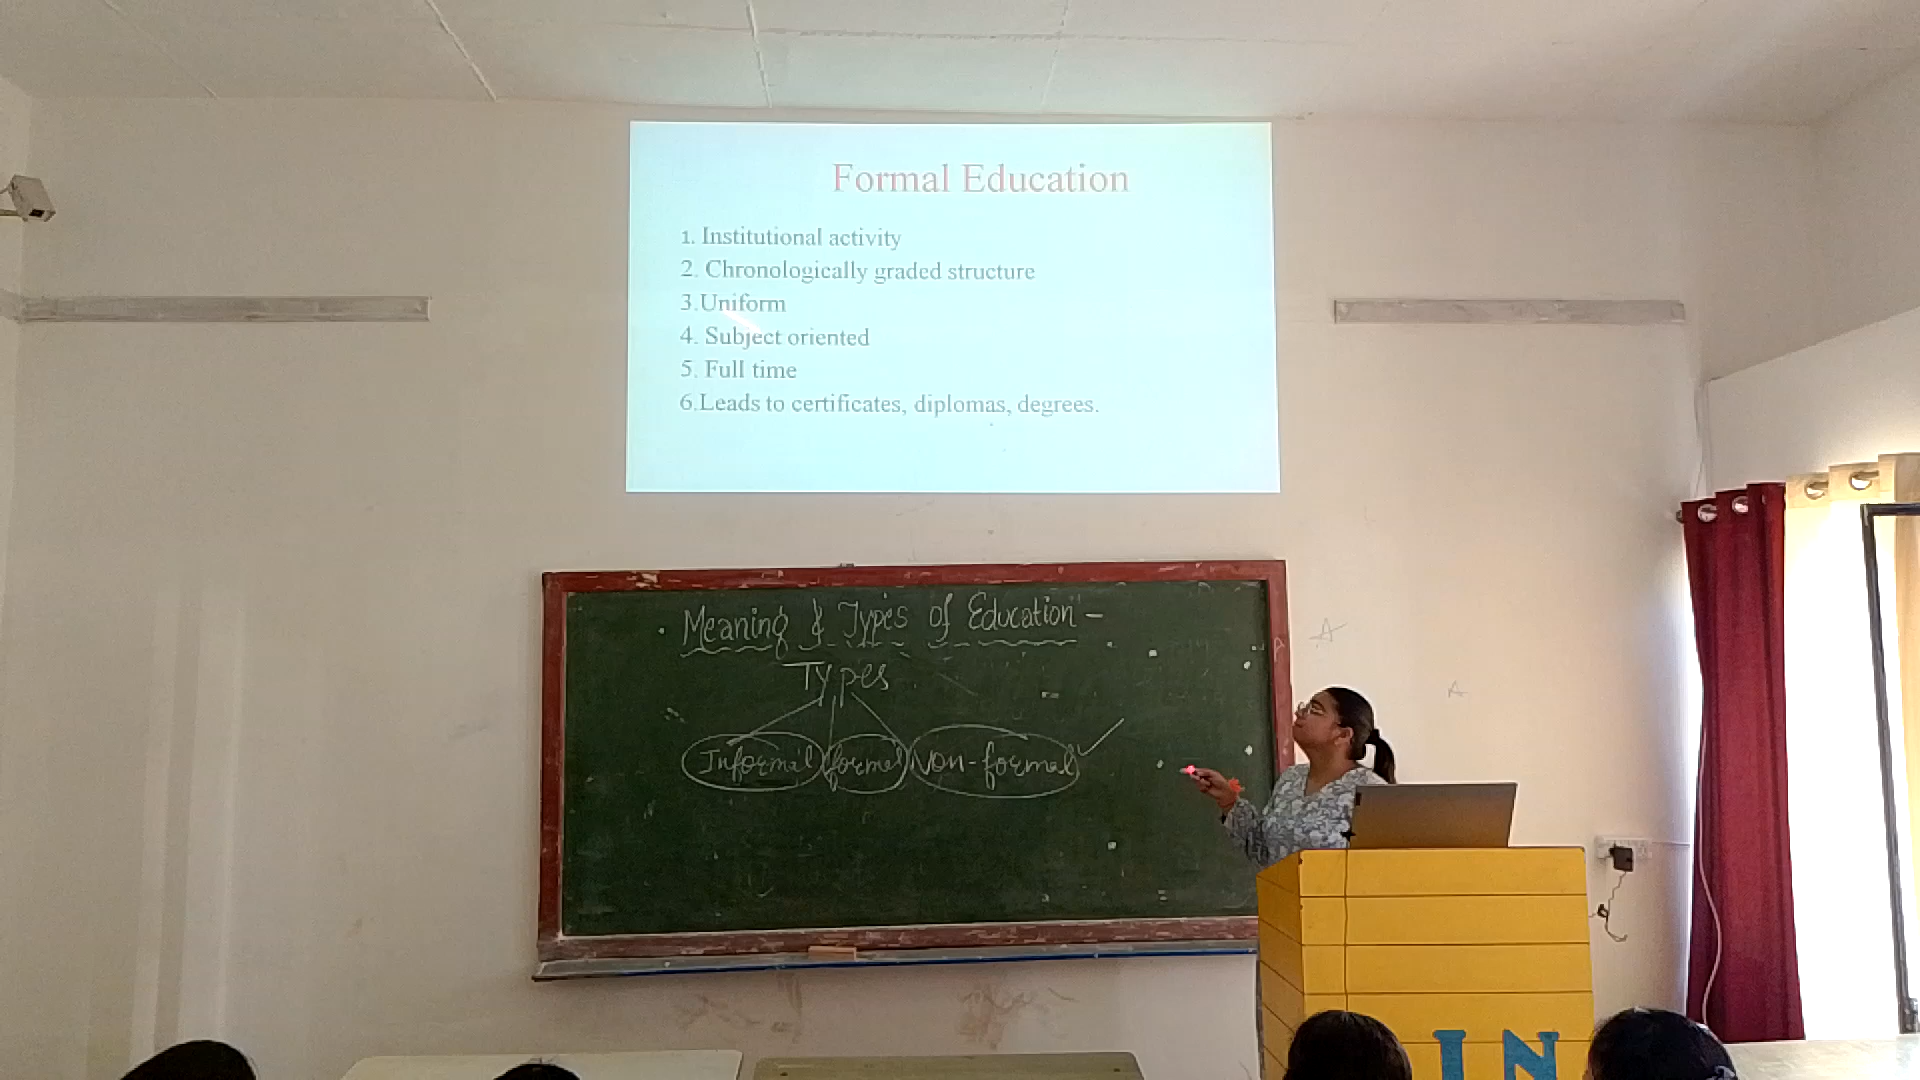 Formal Education
1. Institutional activity
2. Chronologically graded structure
3.Uniform
4. Subject oriented
5. Full time
6.Leads to certificates, diplomas, degrees.
. Meaning & Types of Education -
Types
Informal formal Non-formal
A
A
IN